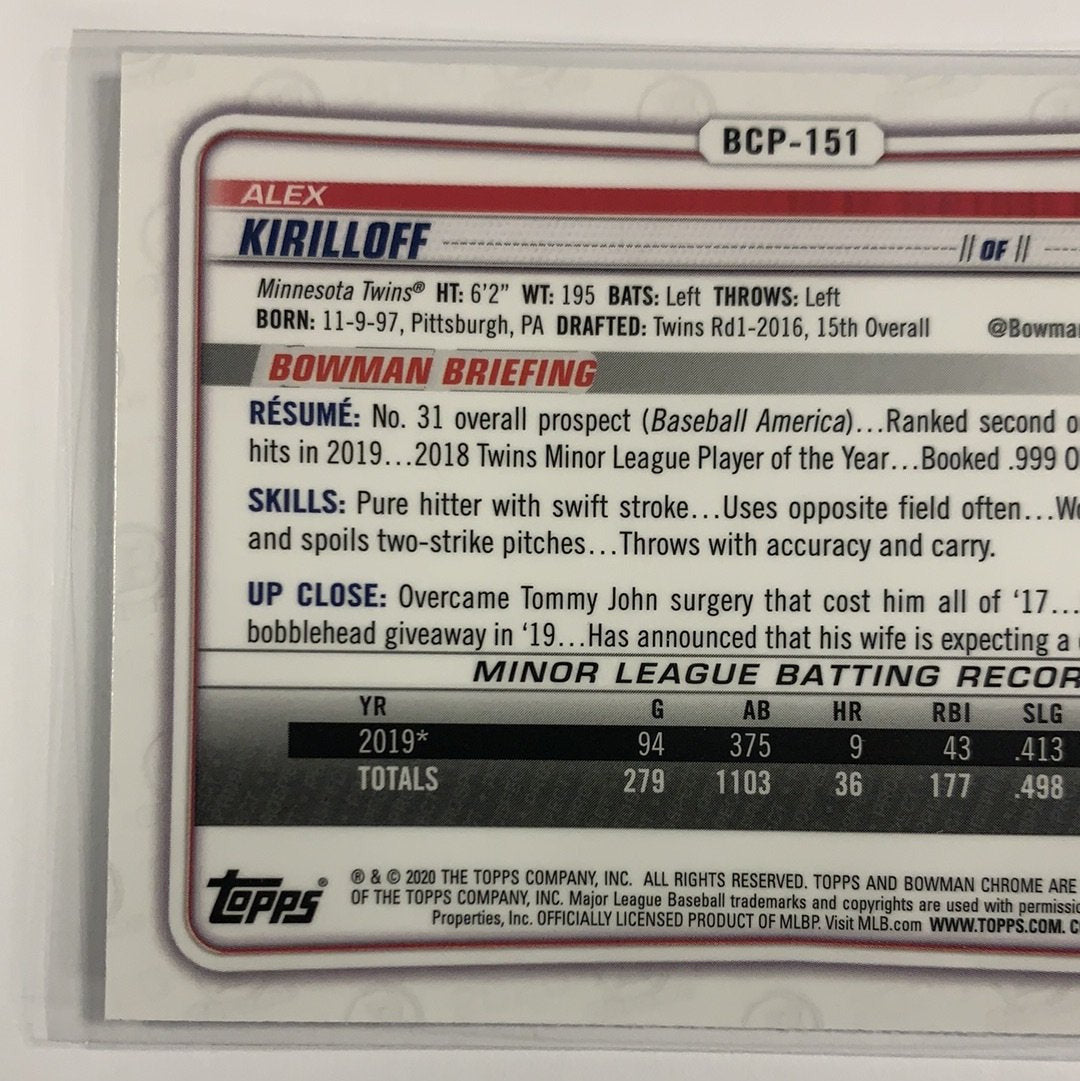 BCP-151
ALEX
KIRILLOFF // OF //
Minnesota Twins® HT: 6'2" WT: 195 BATS: Left THROWS: Left
BORN: 11-9-97, Pittsburgh, PA DRAFTED: Twins Rd1-2016, 15th Overall @Bowman
BOWMAN BRIEFING
RÉSUMÉ: No. 31 overall prospect (Baseball America)...Ranked second
hits in 2019...2018 Twins Minor League Player of the Year...Booked .999
SKILLS: Pure hitter with swift stroke...Uses opposite field often...
and spoils two-strike pitches...Throws with accuracy and carry.
UP CLOSE: Overcame Tommy John surgery that cost him all of '17...
bobblehead giveaway in '19...Has announced that his wife is expecting a
MINOR LEAGUE BATTING RECOR
YR G AB HR RBI SLG
2019* 94 375 9 43 .413
TOTALS 279 1103 36 177 .498
Topps®
® & © 2020 THE TOPPS COMPANY, INC. ALL RIGHTS RESERVED. TOPPS AND BOWMAN CHROME ARE
OF THE TOPPS COMPANY, INC. Major League Baseball trademarks and copyrights are used with permissio
Properties, Inc. OFFICIALLY LICENSED PRODUCT OF MLBP. Visit MLB.com WWW.TOPPS.COM.